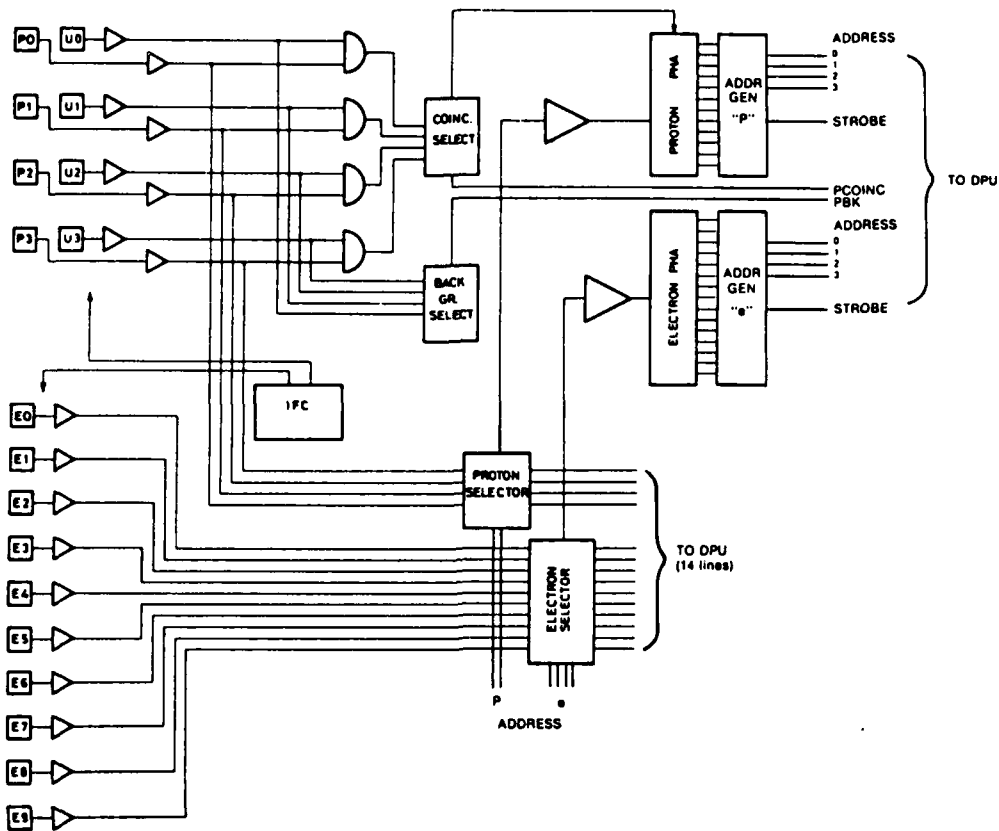 P0 U0
P1 U1
P2 U2
P3 U3
COINC.
SELECT
BACK
GR.
SELECT
PROTON PHA
ADDR
GEN
"P"
ADDRESS
0
1
2
3
STROBE
PCOINC
PBK
TO DPU
ELECTRON PHA
ADDR
GEN
"e"
ADDRESS
0
1
2
3
STROBE
IFC
E0
E1
E2
E3
E4
E5
E6
E7
E8
E9
PROTON
SELECTOR
ELECTRON
SELECTOR
TO DPU
(14 lines)
P e
ADDRESS